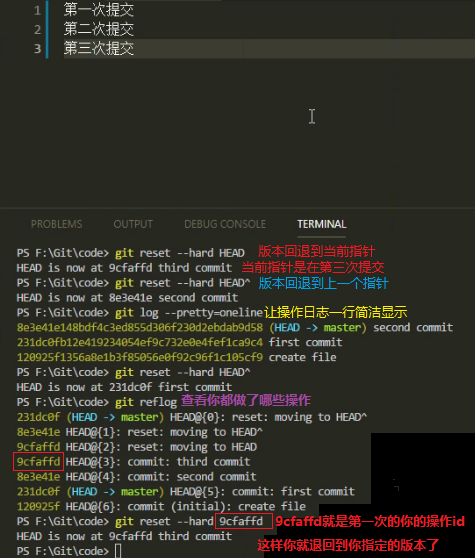 1 第一次提交
2 第二次提交
3 第三次提交
PROBLEMS OUTPUT DEBUG CONSOLE TERMINAL
PS F:\Git\code> git reset --hard HEAD 版本回退到当前指针
HEAD is now at 9cfaffd third commit 当前指针是在第三次提交
PS F:\Git\code> git reset --hard HEAD^ 版本回退到上一个指针
HEAD is now at 8e3e41e second commit
PS F:\Git\code> git log --pretty=oneline 让操作日志一行简洁显示
8e3e41e148bdf4c3ed855d306f230d2ebdab9d58 (HEAD -> master) second commit
231dc0fb12e419234054ef9c732e0e4fef1ca9c4 first commit
120925f1356a8e1b3f85056e0f92c96f1c105cf9 create file
PS F:\Git\code> git reset --hard HEAD^
HEAD is now at 231dc0f first commit
PS F:\Git\code> git reflog 查看你都做了哪些操作
231dc0f (HEAD -> master) HEAD@{0}: reset: moving to HEAD^
8e3e41e HEAD@{1}: reset: moving to HEAD^
9cfaffd HEAD@{2}: reset: moving to HEAD
9cfaffd HEAD@{3}: commit: third commit
8e3e41e HEAD@{4}: commit: second commit
231dc0f (HEAD -> master) HEAD@{5}: commit: first commit
120925f HEAD@{6}: commit (initial): create file
PS F:\Git\code> git reset --hard 9cfaffd 9cfaffd就是第一次的你的操作id
HEAD is now at 9cfaffd third commit 这样你就退回到你指定的版本了
PS F:\Git\code>